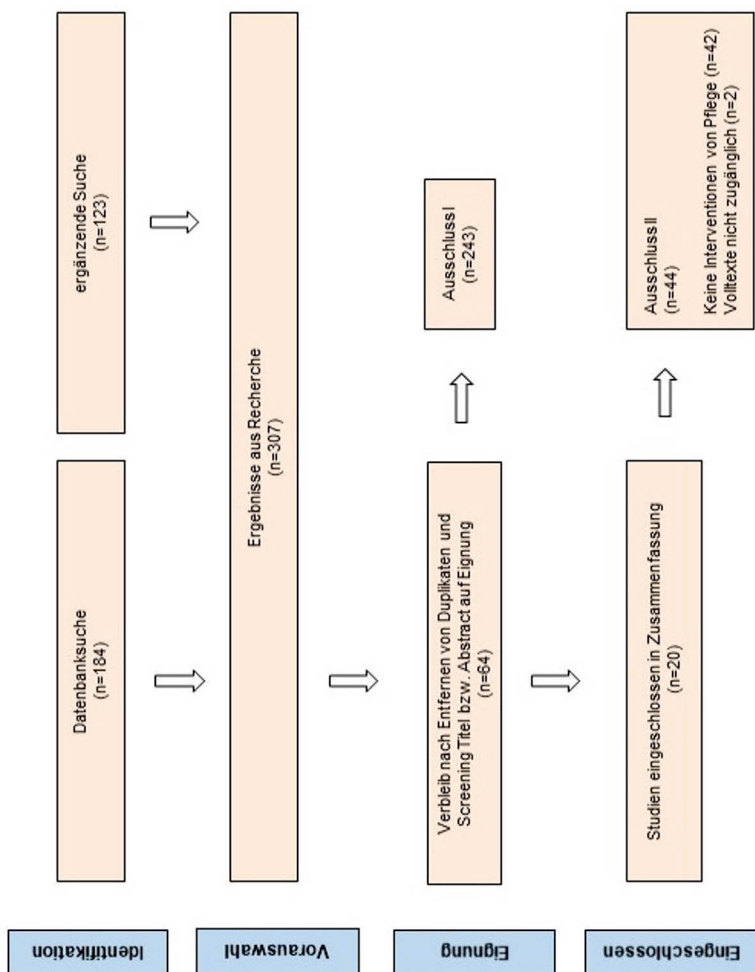 Identifikation
Datenbanksuche
(n=184)
ergänzende Suche
(n=123)
Vorauswahl
Ergebnisse aus Recherche
(n=307)
Eignung
Verbleib nach Entfernen von Duplikaten und
Screening Titel bzw. Abstract auf Eignung
(n=64)
Ausschluss I
(n=243)
Eingeschlossen
Studien eingeschlossen in Zusammenfassung
(n=20)
Ausschluss II
(n=44)
Keine Interventionen von Pflege (n=42)
Volltexte nicht zugänglich (n=2)